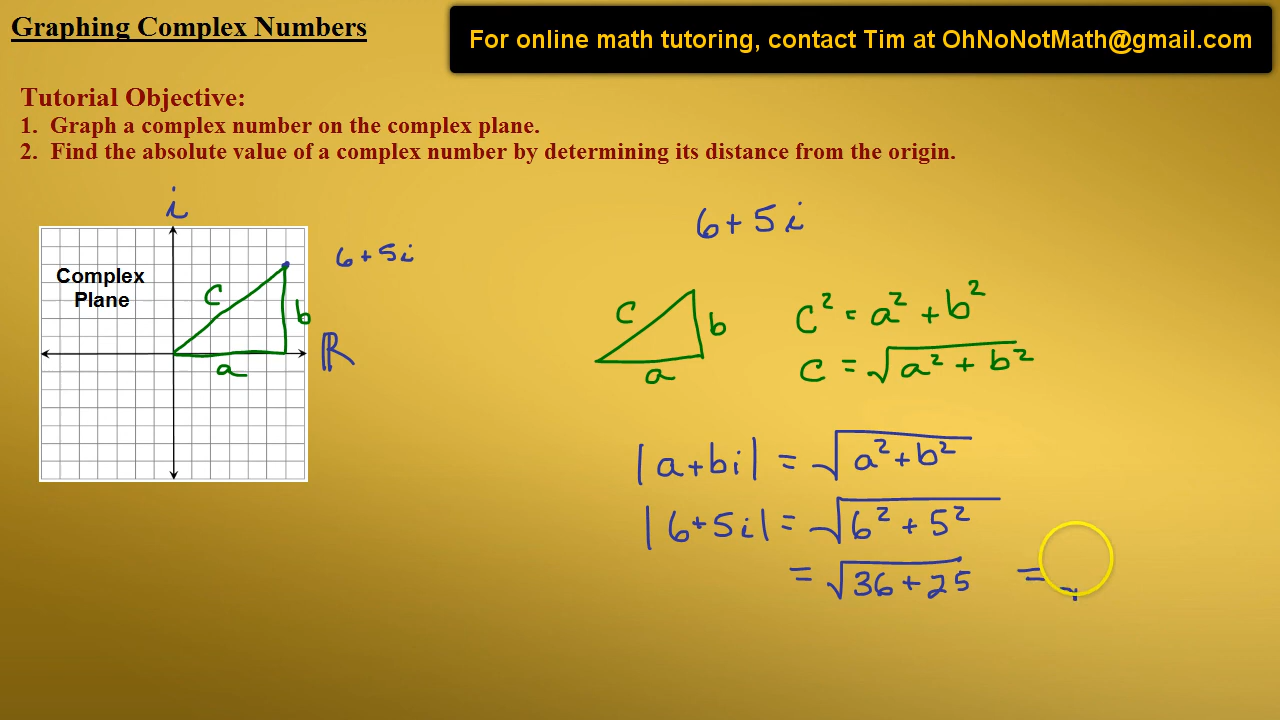 Graphing Complex Numbers
For online math tutoring, contact Tim at OhNoNotMath@gmail.com
Tutorial Objective:
1. Graph a complex number on the complex plane.
2. Find the absolute value of a complex number by determining its distance from the origin.
i
Complex
Plane
6+5i
c
b
a
ℝ
6+5i
c
b
a
c² = a² + b²
c = √(a² + b²)
|a+bi| = √(a²+b²)
|6+5i| = √(6² + 5²)
= √(36+25) =